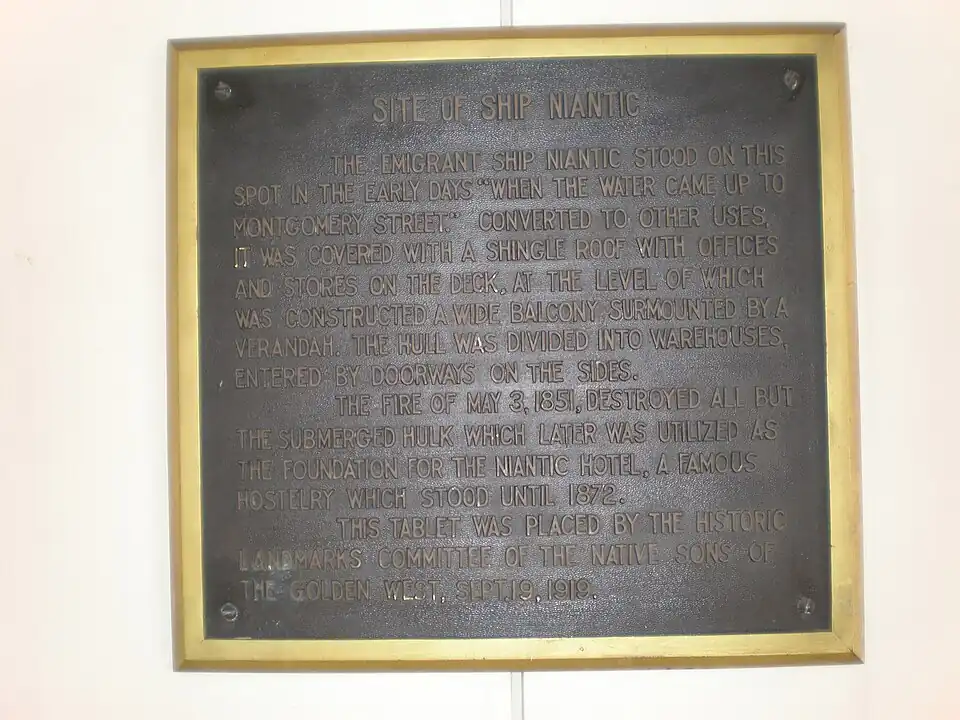 SITE OF SHIP NIANTIC
THE EMIGRANT SHIP NIANTIC STOOD ON THIS
SPOT IN THE EARLY DAYS "WHEN THE WATER CAME UP TO
MONTGOMERY STREET." CONVERTED TO OTHER USES,
IT WAS COVERED WITH A SHINGLE ROOF WITH OFFICES
AND STORES ON THE DECK, AT THE LEVEL OF WHICH
WAS CONSTRUCTED A WIDE BALCONY SURMOUNTED BY A
VERANDAH. THE HULL WAS DIVIDED INTO WAREHOUSES,
ENTERED BY DOORWAYS ON THE SIDES.
THE FIRE OF MAY 3, 1851, DESTROYED ALL BUT
THE SUBMERGED HULK WHICH LATER WAS UTILIZED AS
THE FOUNDATION FOR THE NIANTIC HOTEL, A FAMOUS
HOSTELRY WHICH STOOD UNTIL 1872.
THIS TABLET WAS PLACED BY THE HISTORIC
LANDMARKS COMMITTEE OF THE NATIVE SONS OF
THE GOLDEN WEST, SEPT. 19, 1919.